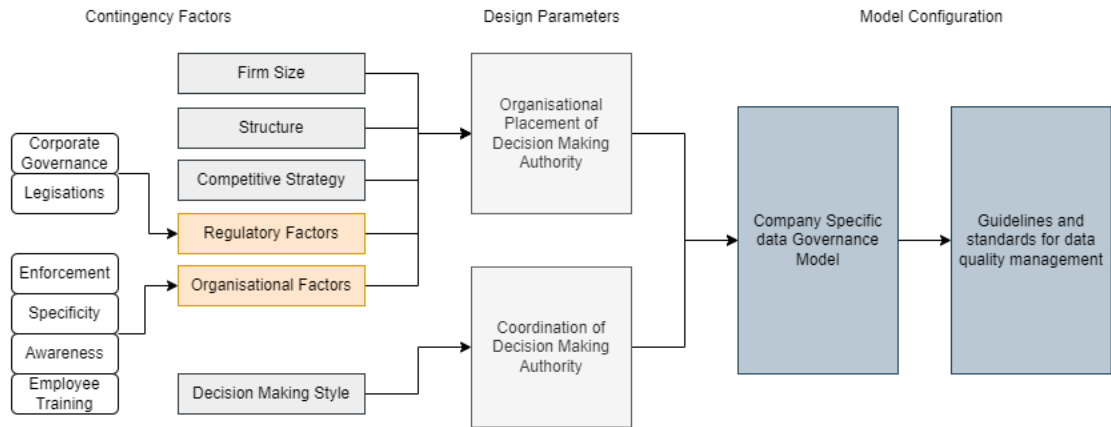 Contingency Factors
Design Parameters
Model Configuration
Firm Size
Structure
Competitive Strategy
Regulatory Factors
Organisational Factors
Decision Making Style
Corporate
Governance
Legisations
Enforcement
Specificity
Awareness
Employee
Training
Organisational
Placement of
Decision Making
Authority
Coordination of
Decision Making
Authority
Company Specific
data Governance
Model
Guidelines and
standards for data
quality management